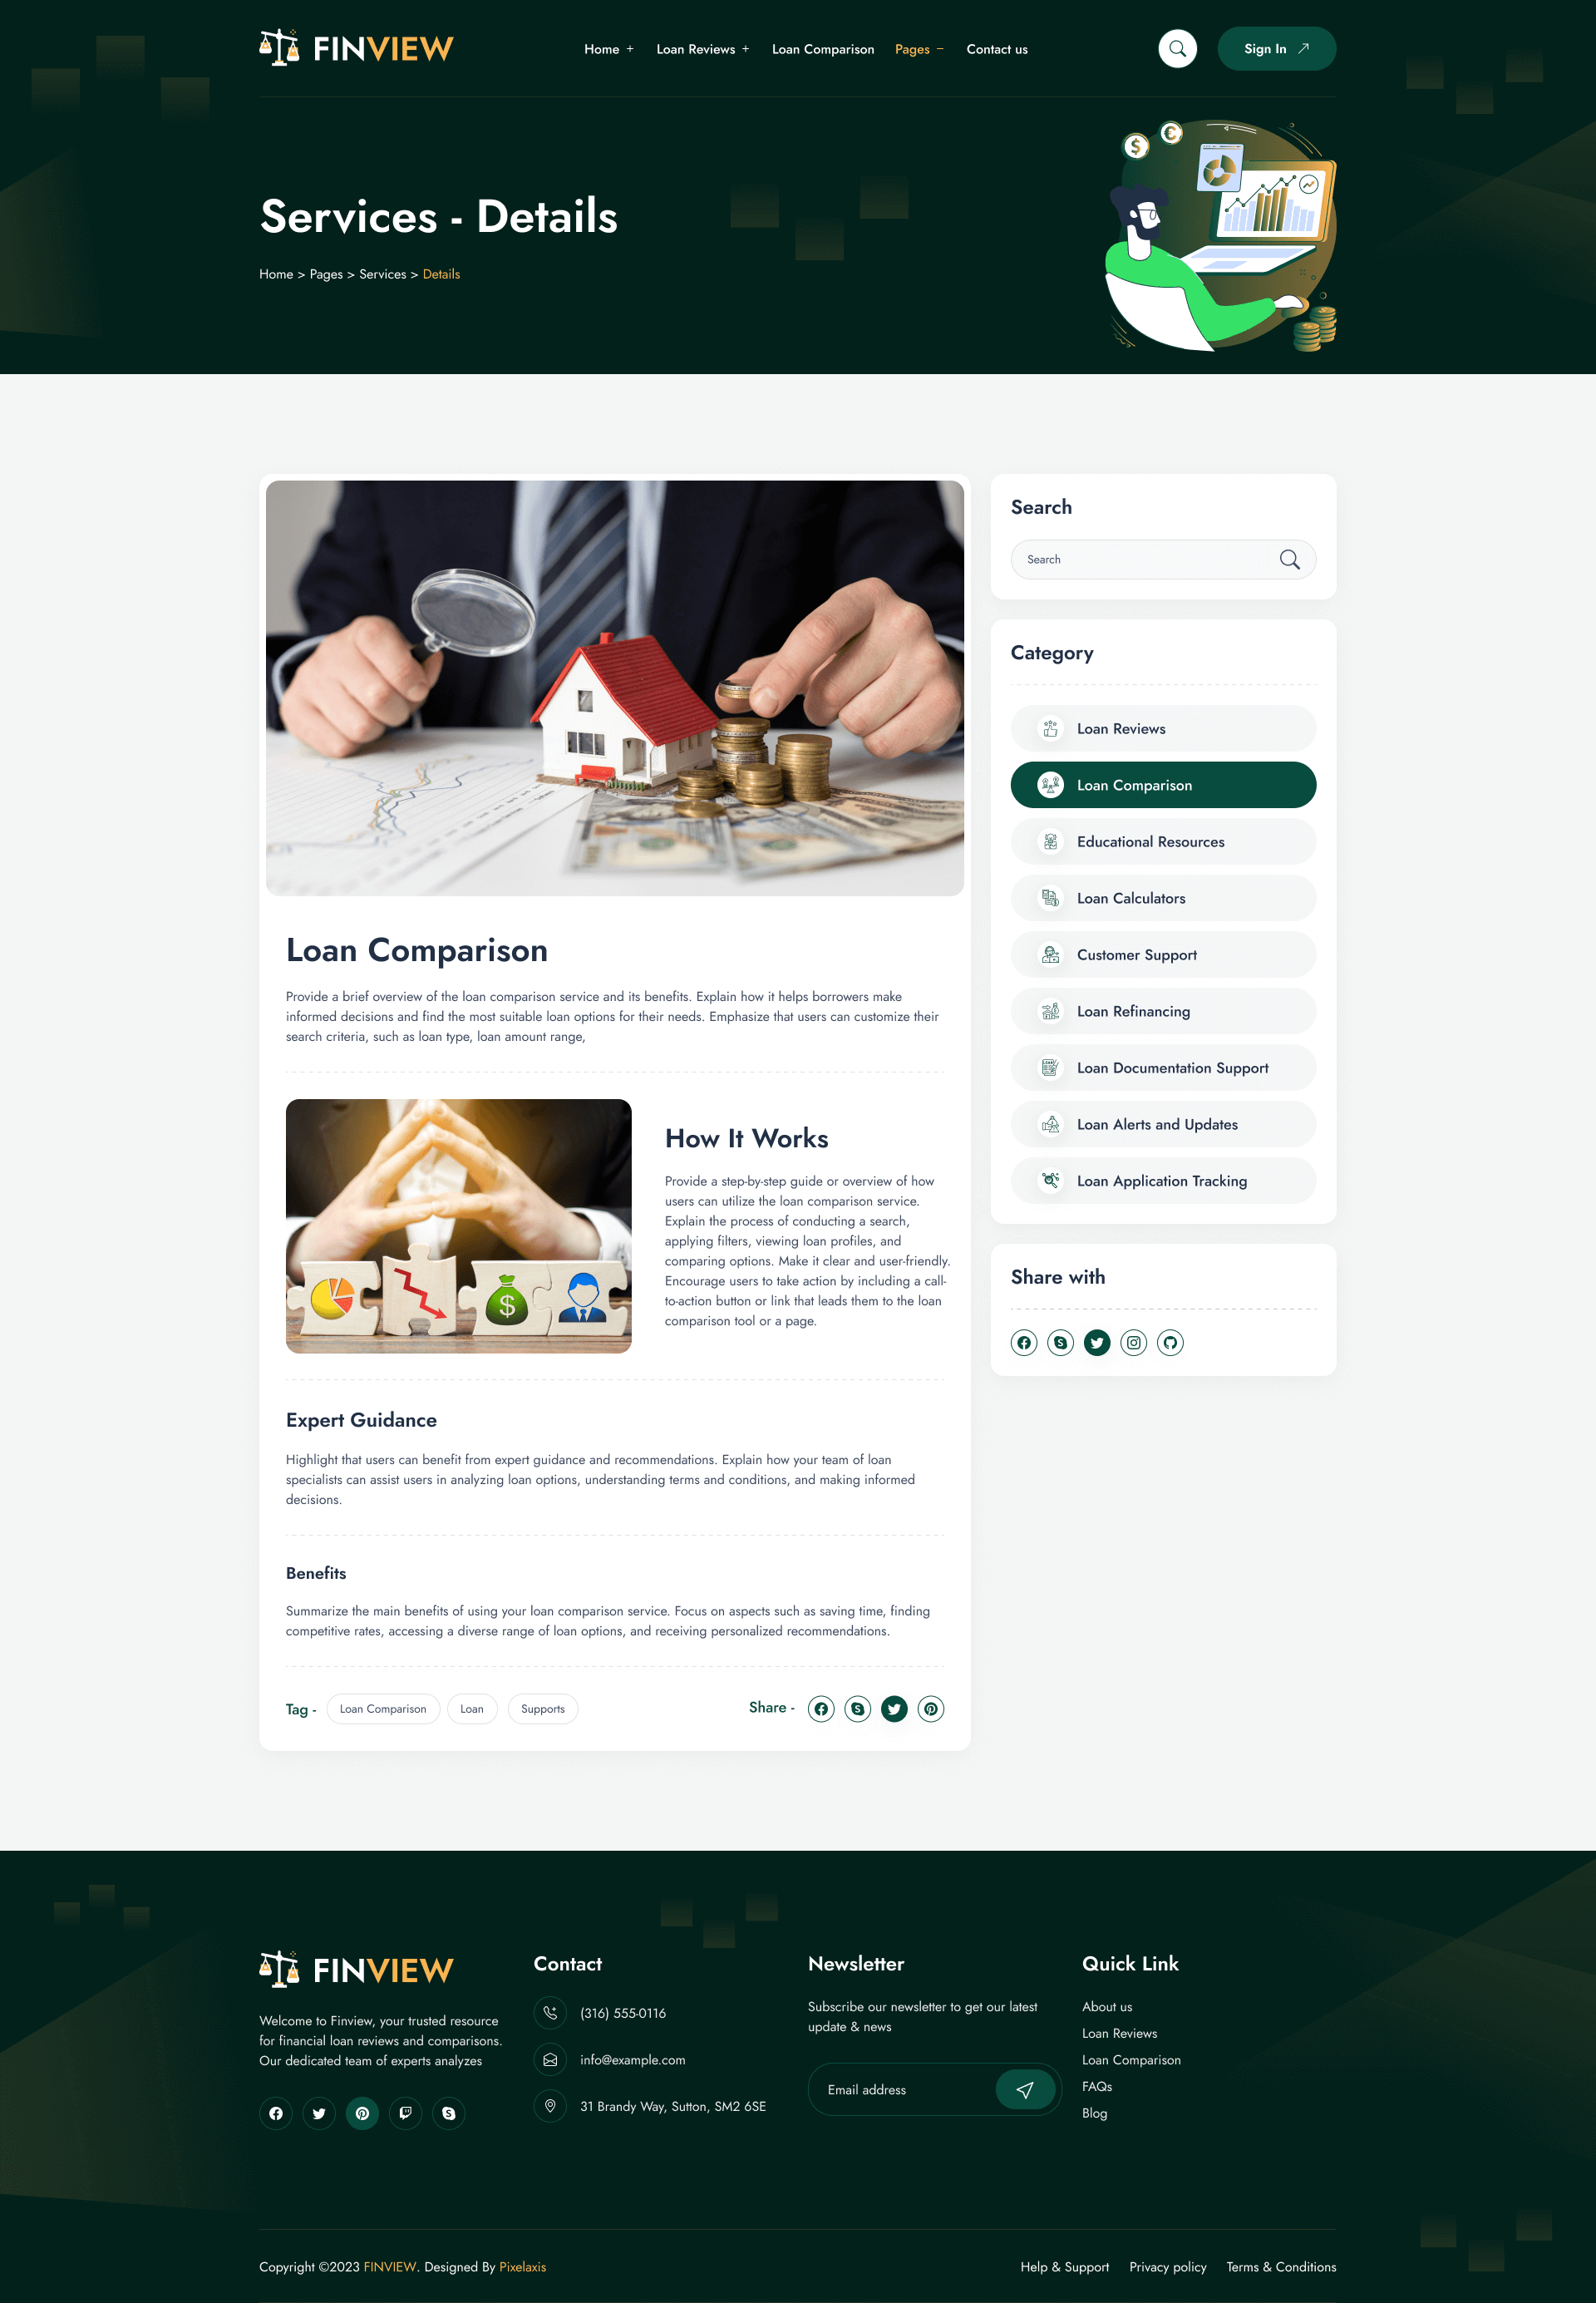 FINVIEW
Home +
Loan Reviews +
Loan Comparison
Pages −
Contact us
Sign In
Services - Details
Home > Pages > Services > Details
Search
Search
Category
Loan Reviews
Loan Comparison
Educational Resources
Loan Calculators
Customer Support
Loan Refinancing
Loan Documentation Support
Loan Alerts and Updates
Loan Application Tracking
Share with
Loan Comparison
Provide a brief overview of the loan comparison service and its benefits. Explain how it helps borrowers make
informed decisions and find the most suitable loan options for their needs. Emphasize that users can customize their
search criteria, such as loan type, loan amount range,
How It Works
Provide a step-by-step guide or overview of how
users can utilize the loan comparison service.
Explain the process of conducting a search,
applying filters, viewing loan profiles, and
comparing options. Make it clear and user-friendly.
Encourage users to take action by including a call-
to-action button or link that leads them to the loan
comparison tool or a page.
Expert Guidance
Highlight that users can benefit from expert guidance and recommendations. Explain how your team of loan
specialists can assist users in analyzing loan options, understanding terms and conditions, and making informed
decisions.
Benefits
Summarize the main benefits of using your loan comparison service. Focus on aspects such as saving time, finding
competitive rates, accessing a diverse range of loan options, and receiving personalized recommendations.
Tag -
Loan Comparison
Loan
Supports
Share -
FINVIEW
Welcome to Finview, your trusted resource
for financial loan reviews and comparisons.
Our dedicated team of experts analyzes
Contact
(316) 555-0116
info@example.com
31 Brandy Way, Sutton, SM2 6SE
Newsletter
Subscribe our newsletter to get our latest
update & news
Email address
Quick Link
About us
Loan Reviews
Loan Comparison
FAQs
Blog
Copyright ©2023 FINVIEW. Designed By Pixelaxis
Help & Support
Privacy policy
Terms & Conditions